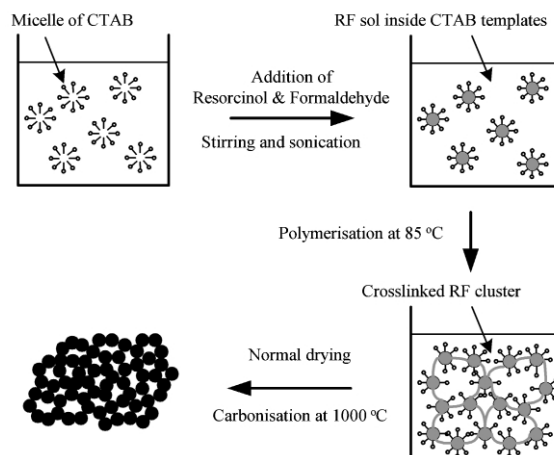 Micelle of CTAB
RF sol inside CTAB templates
Addition of
Resorcinol & Formaldehyde
Stirring and sonication
Polymerisation at 85 °C
Crosslinked RF cluster
Normal drying
Carbonisation at 1000 °C